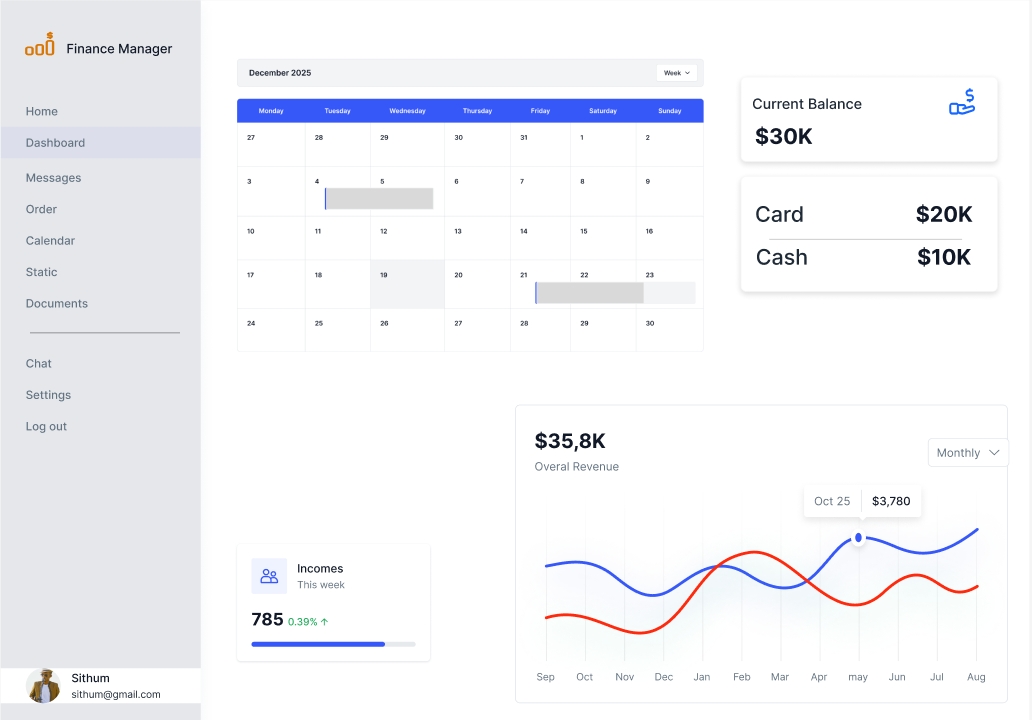 Finance Manager
Home
Dashboard
Messages
Order
Calendar
Static
Documents
Chat
Settings
Log out
Sithum
sithum@gmail.com
December 2025
Week
Monday Tuesday Wednesday Thursday Friday Saturday Sunday
27 28 29 30 31 1 2
3 4 5 6 7 8 9
10 11 12 13 14 15 16
17 18 19 20 21 22 23
24 25 26 27 28 29 30
Current Balance
$
$30K
Card $20K
Cash $10K
Incomes
This week
785 0.39% ↑
$35,8K
Overal Revenue
Monthly
Oct 25 $3,780
Sep Oct Nov Dec Jan Feb Mar Apr may Jun Jul Aug